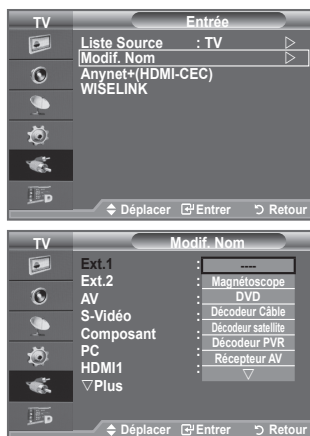 TV Entrée
Liste Source : TV ▷
Modif. Nom ▷
Anynet+(HDMI-CEC)
WISELINK
Déplacer Entrer Retour
TV Modif. Nom
Ext.1 : ----
Ext.2 : Magnétoscope
AV : DVD
S-Vidéo : Décodeur Câble
Composant : Décodeur satellite
PC : Décodeur PVR
HDMI1 : Récepteur AV
▽Plus ▽
Déplacer Entrer Retour